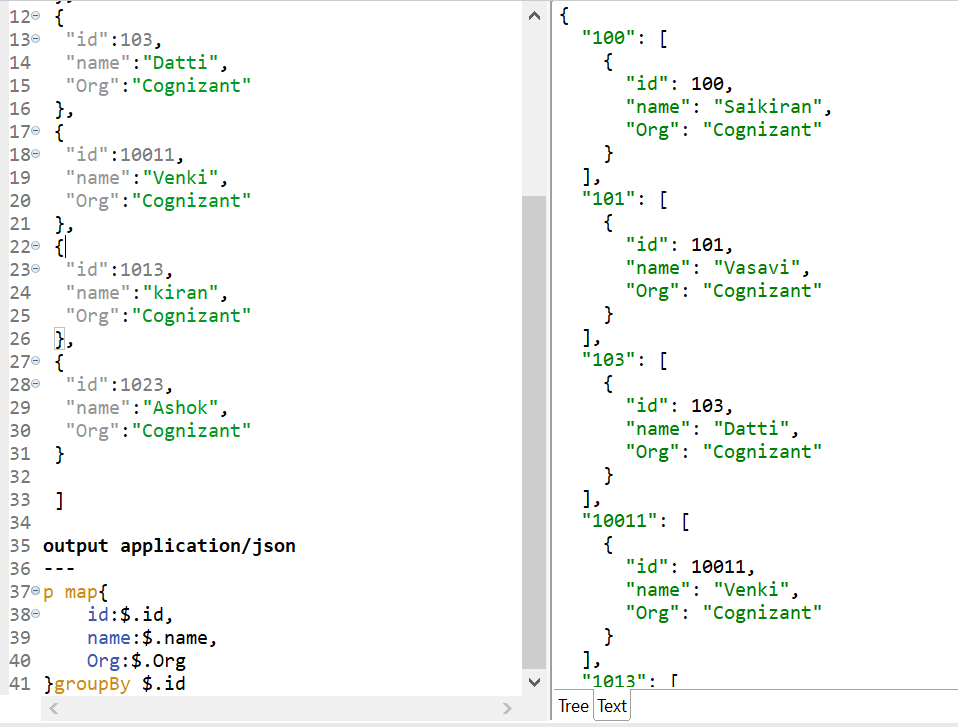 12 {
13 "id":103,
14 "name":"Datti",
15 "Org":"Cognizant"
16 },
17 {
18 "id":10011,
19 "name":"Venki",
20 "Org":"Cognizant"
21 },
22 {
23 "id":1013,
24 "name":"kiran",
25 "Org":"Cognizant"
26 },
27 {
28 "id":1023,
29 "name":"Ashok",
30 "Org":"Cognizant"
31 }
32
33 ]
34
35 output application/json
36 ---
37 p map{
38 id:$.id,
39 name:$.name,
40 Org:$.Org
41 }groupBy $.id
{
"100": [
{
"id": 100,
"name": "Saikiran",
"Org": "Cognizant"
}
],
"101": [
{
"id": 101,
"name": "Vasavi",
"Org": "Cognizant"
}
],
"103": [
{
"id": 103,
"name": "Datti",
"Org": "Cognizant"
}
],
"10011": [
{
"id": 10011,
"name": "Venki",
"Org": "Cognizant"
}
],
"1013": [
Tree Text